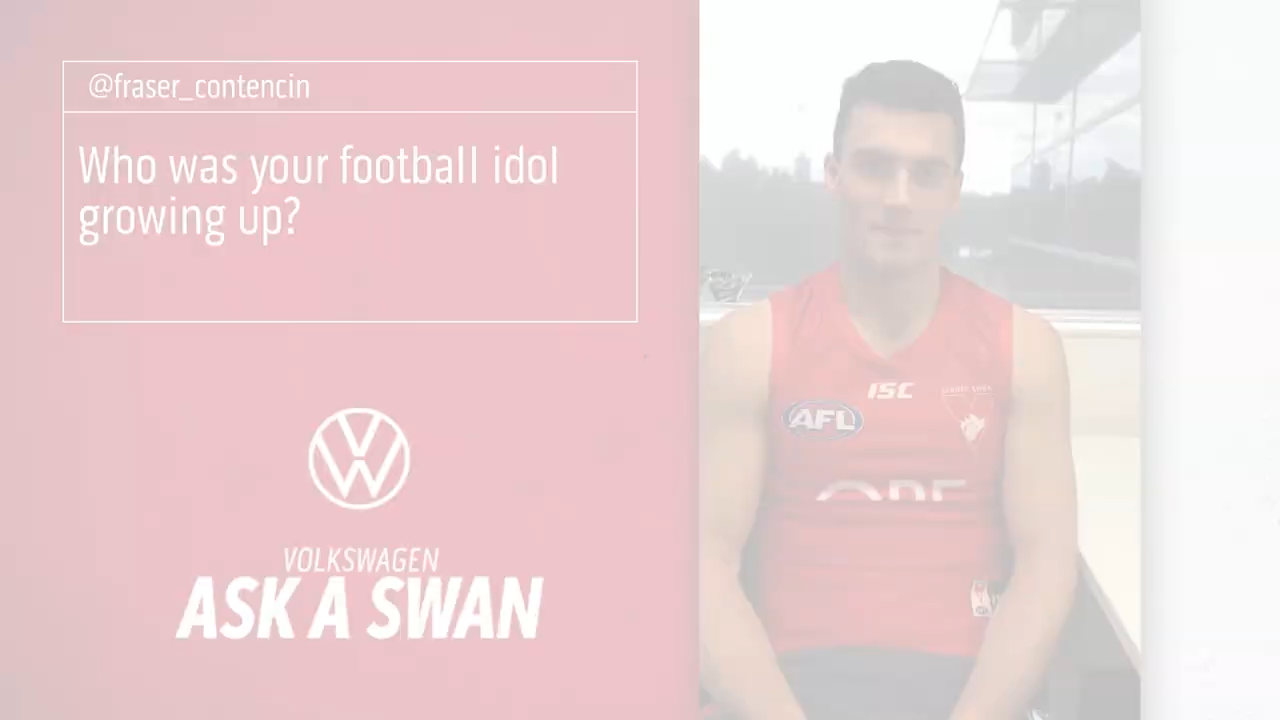 @fraser_contencin
Who was your football idol
growing up?
VOLKSWAGEN
ASK A SWAN
ISC
AFL